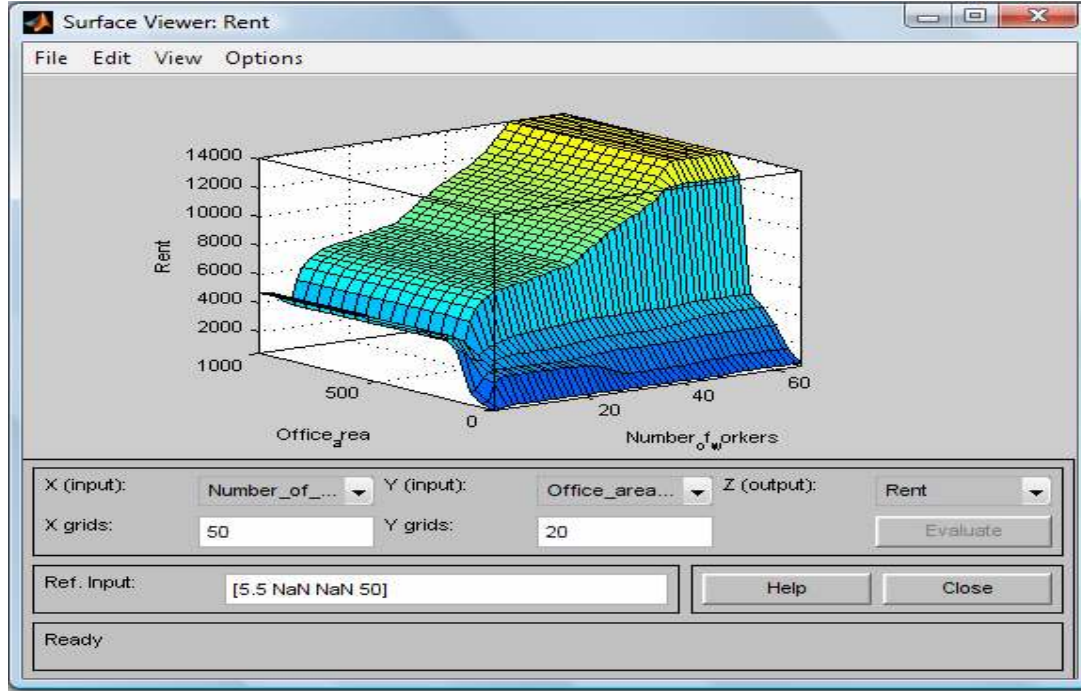 Surface Viewer: Rent
File Edit View Options
14000
12000
10000
8000
6000
4000
2000
Rent
1000
500
0
Office_area
20
40
60
Number_of_workers
X (input): Number_of_... Y (input): Office_area... Z (output): Rent
X grids: 50 Y grids: 20 Evaluate
Ref. Input: [5.5 NaN NaN 50] Help Close
Ready